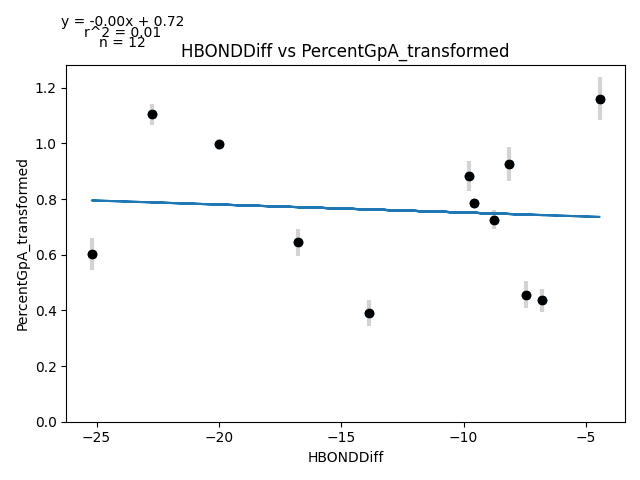 y = -0.00x + 0.72
r^2 = 0.01
n = 12
HBONDDiff vs PercentGpA_transformed
PercentGpA_transformed
1.2
1.0
0.8
0.6
0.4
0.2
0.0
−25
−20
−15
−10
−5
HBONDDiff